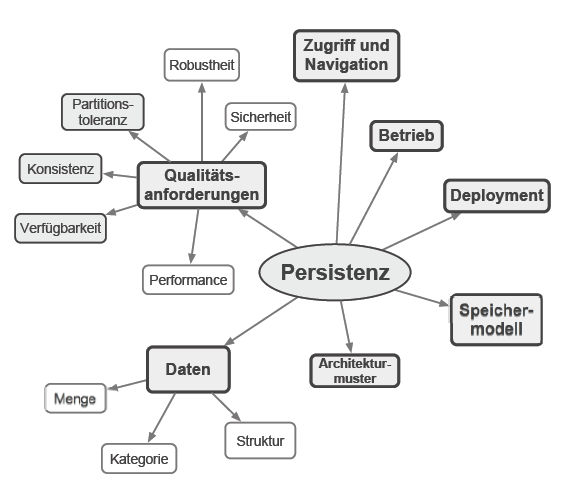 Zugriff und
Navigation
Robustheit
Partitions-
toleranz
Sicherheit
Betrieb
Konsistenz
Qualitäts-
anforderungen
Deployment
Verfügbarkeit
Performance
Persistenz
Speicher-
modell
Architektur-
muster
Daten
Menge
Struktur
Kategorie